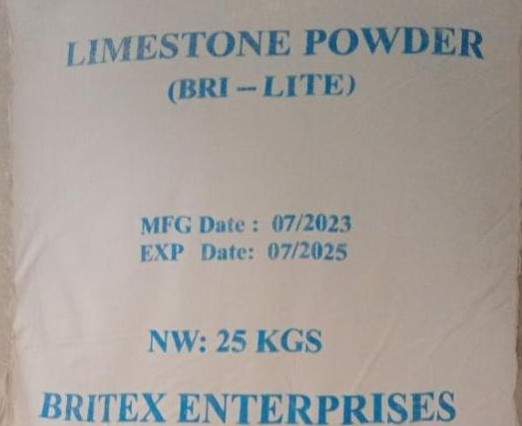 LIMESTONE POWDER
(BRI – LITE)
MFG Date : 07/2023
EXP Date: 07/2025
NW: 25 KGS
BRITEX ENTERPRISES